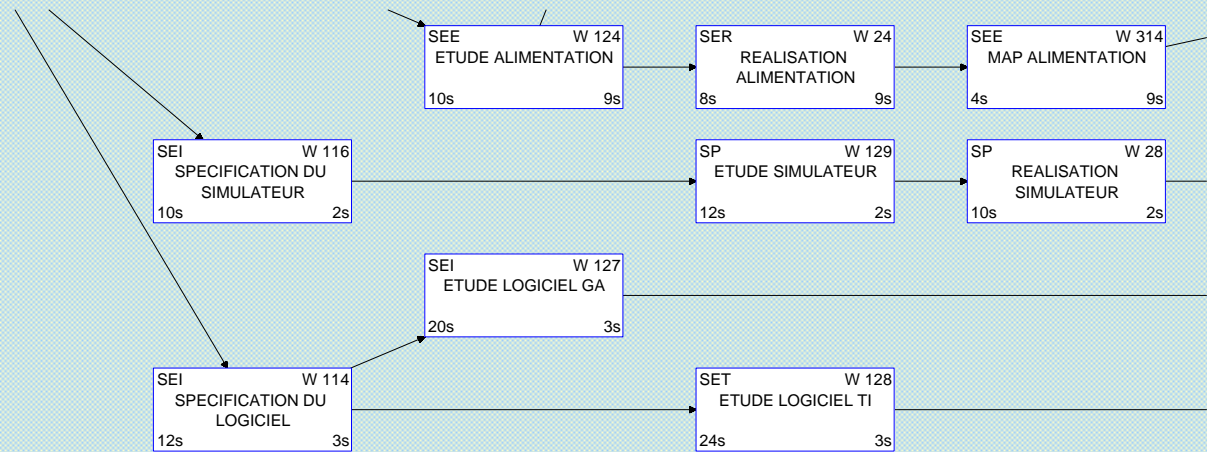 SEE W 124
ETUDE ALIMENTATION
10s 9s
SER W 24
REALISATION
ALIMENTATION
8s 9s
SEE W 314
MAP ALIMENTATION
4s 9s
SEI W 116
SPECIFICATION DU
SIMULATEUR
10s 2s
SP W 129
ETUDE SIMULATEUR
12s 2s
SP W 28
REALISATION
SIMULATEUR
10s 2s
SEI W 127
ETUDE LOGICIEL GA
20s 3s
SEI W 114
SPECIFICATION DU
LOGICIEL
12s 3s
SET W 128
ETUDE LOGICIEL TI
24s 3s